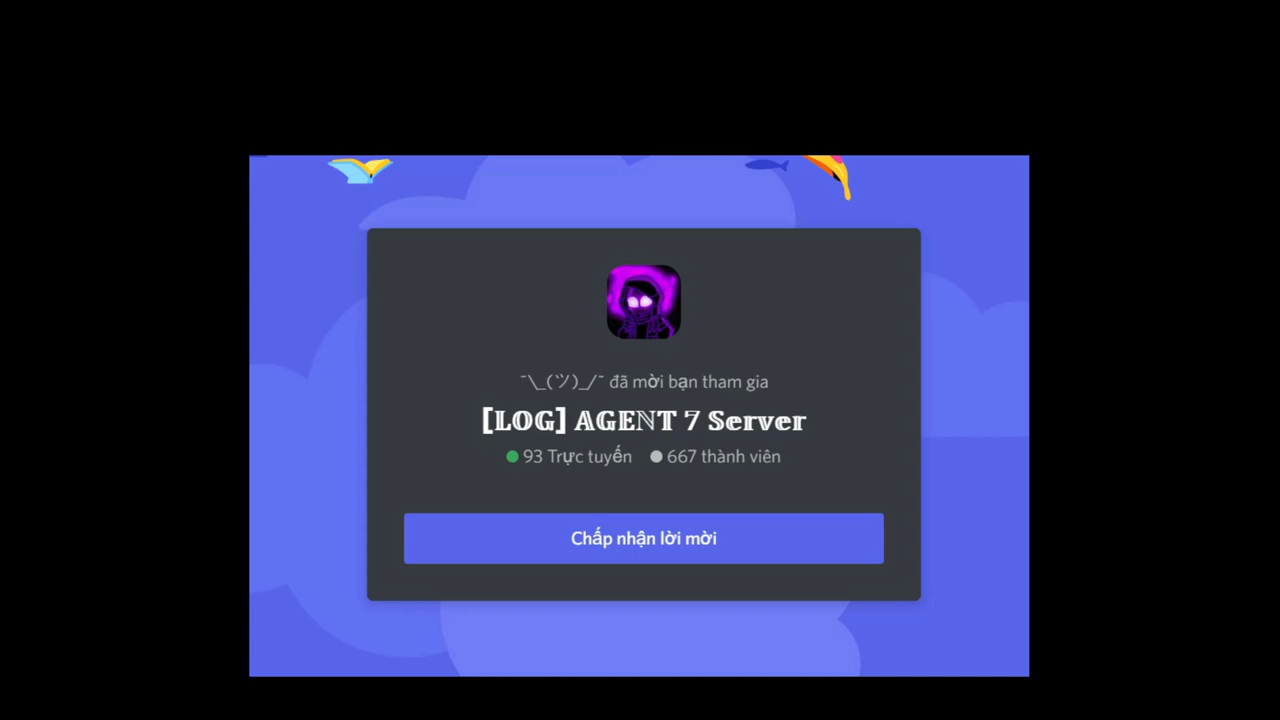 ¯\_(ツ)_/¯ đã mời bạn tham gia
[LOG] AGENT 7 Server
93 Trực tuyến 667 thành viên
Chấp nhận lời mời